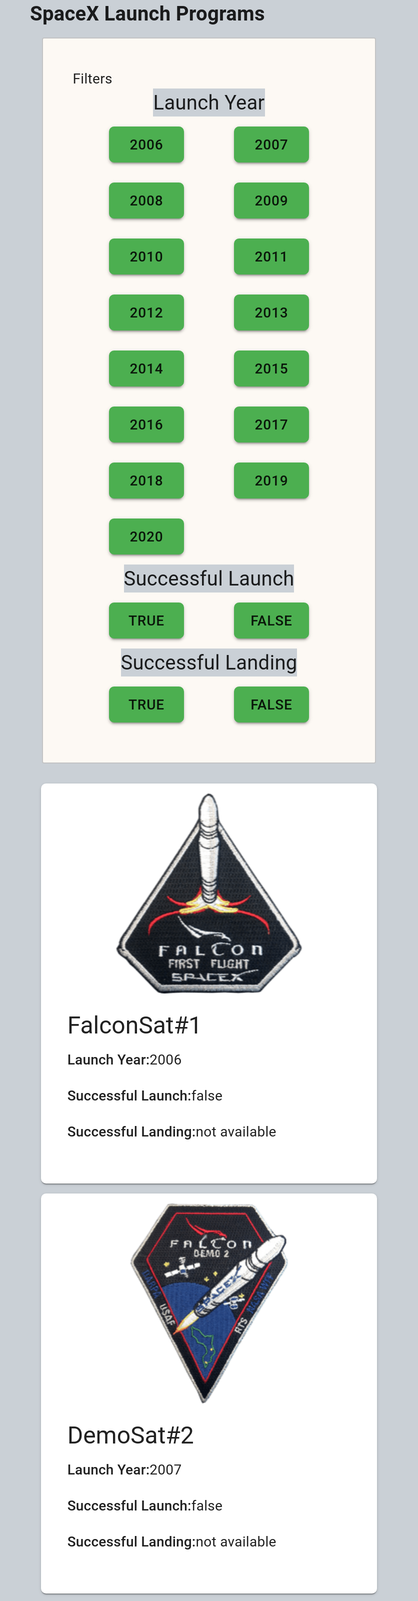 SpaceX Launch Programs
Filters
Launch Year
2006 2007
2008 2009
2010 2011
2012 2013
2014 2015
2016 2017
2018 2019
2020
Successful Launch
TRUE FALSE
Successful Landing
TRUE FALSE
FALCON
FIRST FLIGHT
SPACEX
FalconSat#1
Launch Year:2006
Successful Launch:false
Successful Landing:not available
FALCON
DEMO 2
SPACEX
USAF
RTS
DemoSat#2
Launch Year:2007
Successful Launch:false
Successful Landing:not available